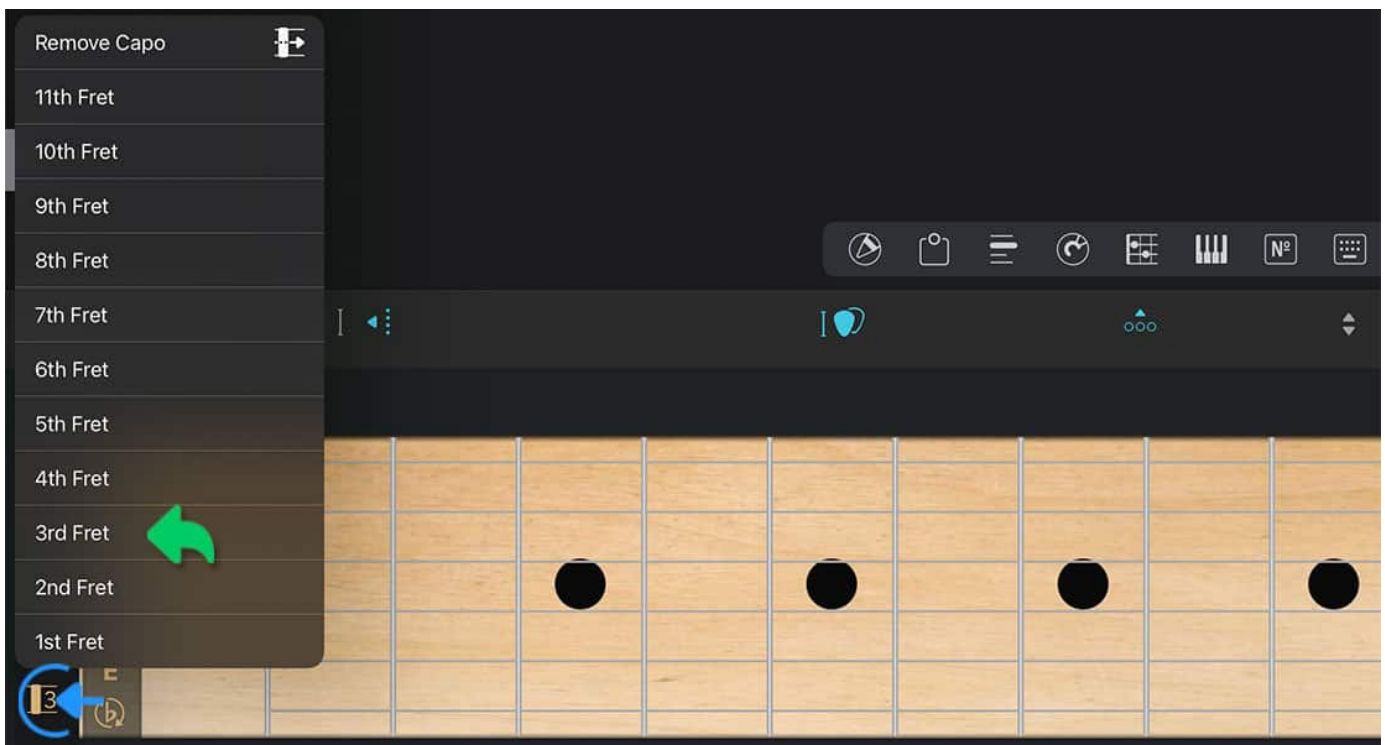 Remove Capo
11th Fret
10th Fret
9th Fret
8th Fret
7th Fret
6th Fret
5th Fret
4th Fret
3rd Fret
2nd Fret
1st Fret
Nº
E
3
♭